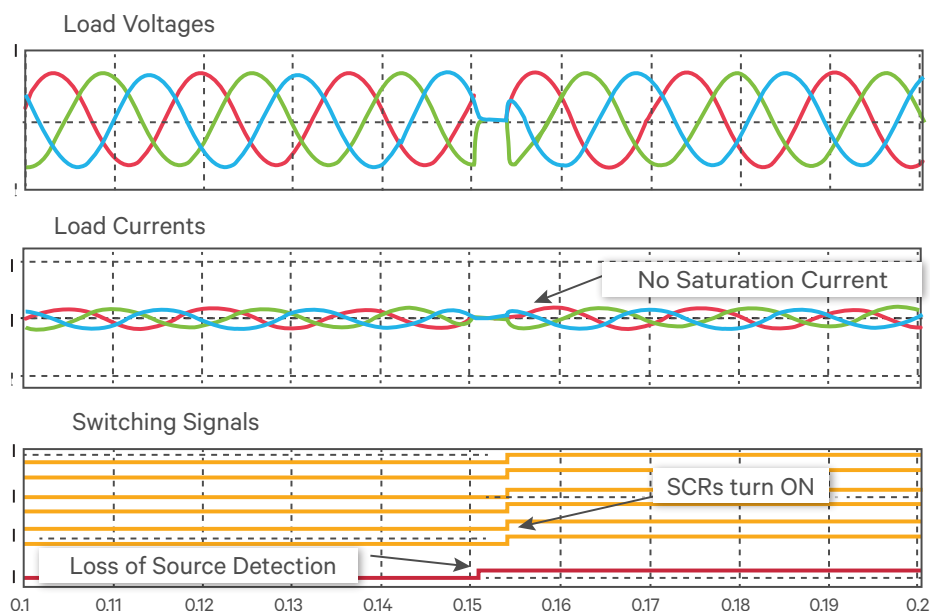 Load Voltages
Load Currents
No Saturation Current
Switching Signals
SCRs turn ON
Loss of Source Detection
0.1 0.11 0.12 0.13 0.14 0.15 0.16 0.17 0.18 0.19 0.2